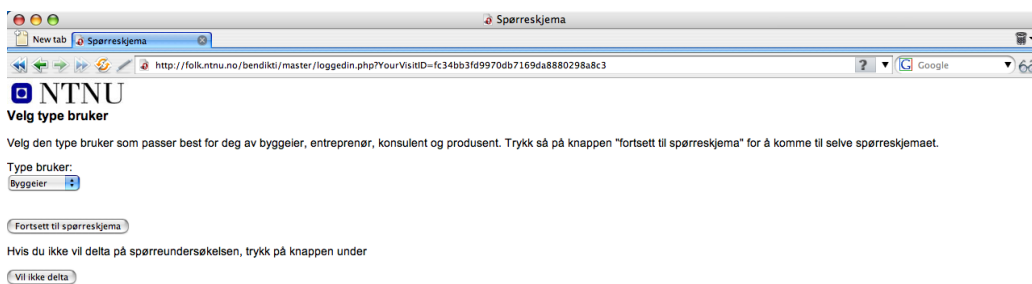 Spørreskjema
New tab Spørreskjema
http://folk.ntnu.no/bendikti/master/loggedin.php?YourVisitID=fc34bb3fd9970db7169da8880298a8c3 ? G Google
NTNU
Velg type bruker
Velg den type bruker som passer best for deg av byggeier, entreprenør, konsulent og produsent. Trykk så på knappen "fortsett til spørreskjema" for å komme til selve spørreskjemaet.
Type bruker:
Byggeier
Fortsett til spørreskjema
Hvis du ikke vil delta på spørreundersøkelsen, trykk på knappen under
Vil ikke delta